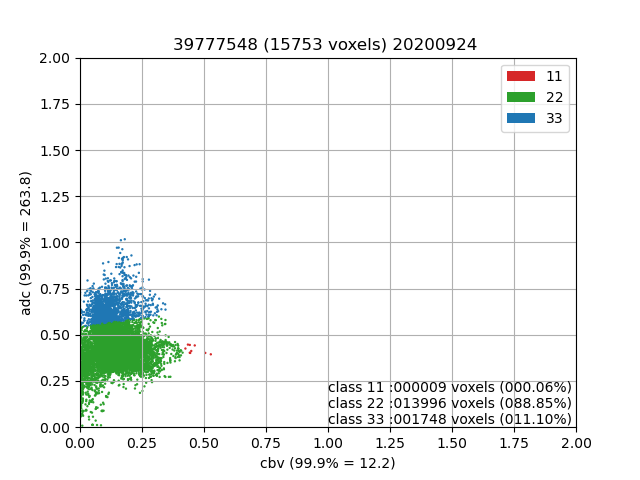 39777548 (15753 voxels) 20200924
2.00
1.75
1.50
1.25
1.00
0.75
0.50
0.25
0.00
adc (99.9% = 263.8)
11
22
33
class 11 :000009 voxels (000.06%)
class 22 :013996 voxels (088.85%)
class 33 :001748 voxels (011.10%)
0.00 0.25 0.50 0.75 1.00 1.25 1.50 1.75 2.00
cbv (99.9% = 12.2)